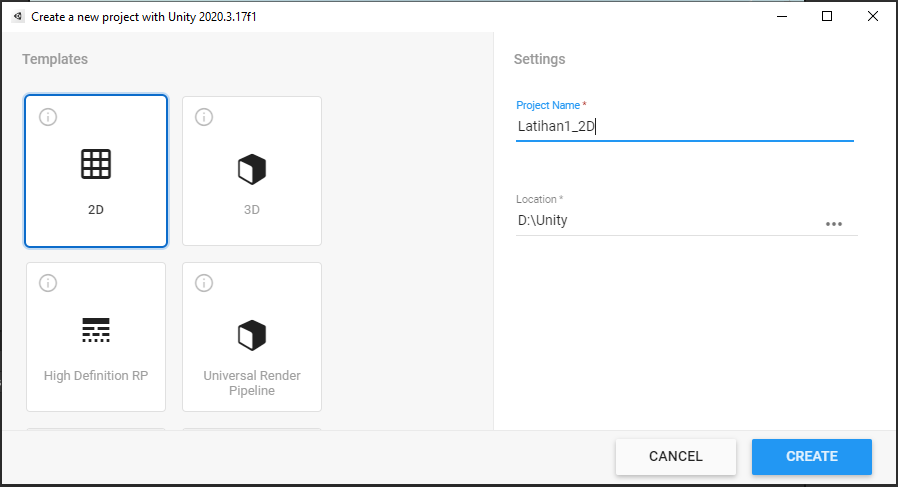 Create a new project with Unity 2020.3.17f1
Templates
Settings
2D
3D
High Definition RP
Universal Render
Pipeline
Project Name *
Latihan1_2D
Location *
D:\Unity
CANCEL
CREATE